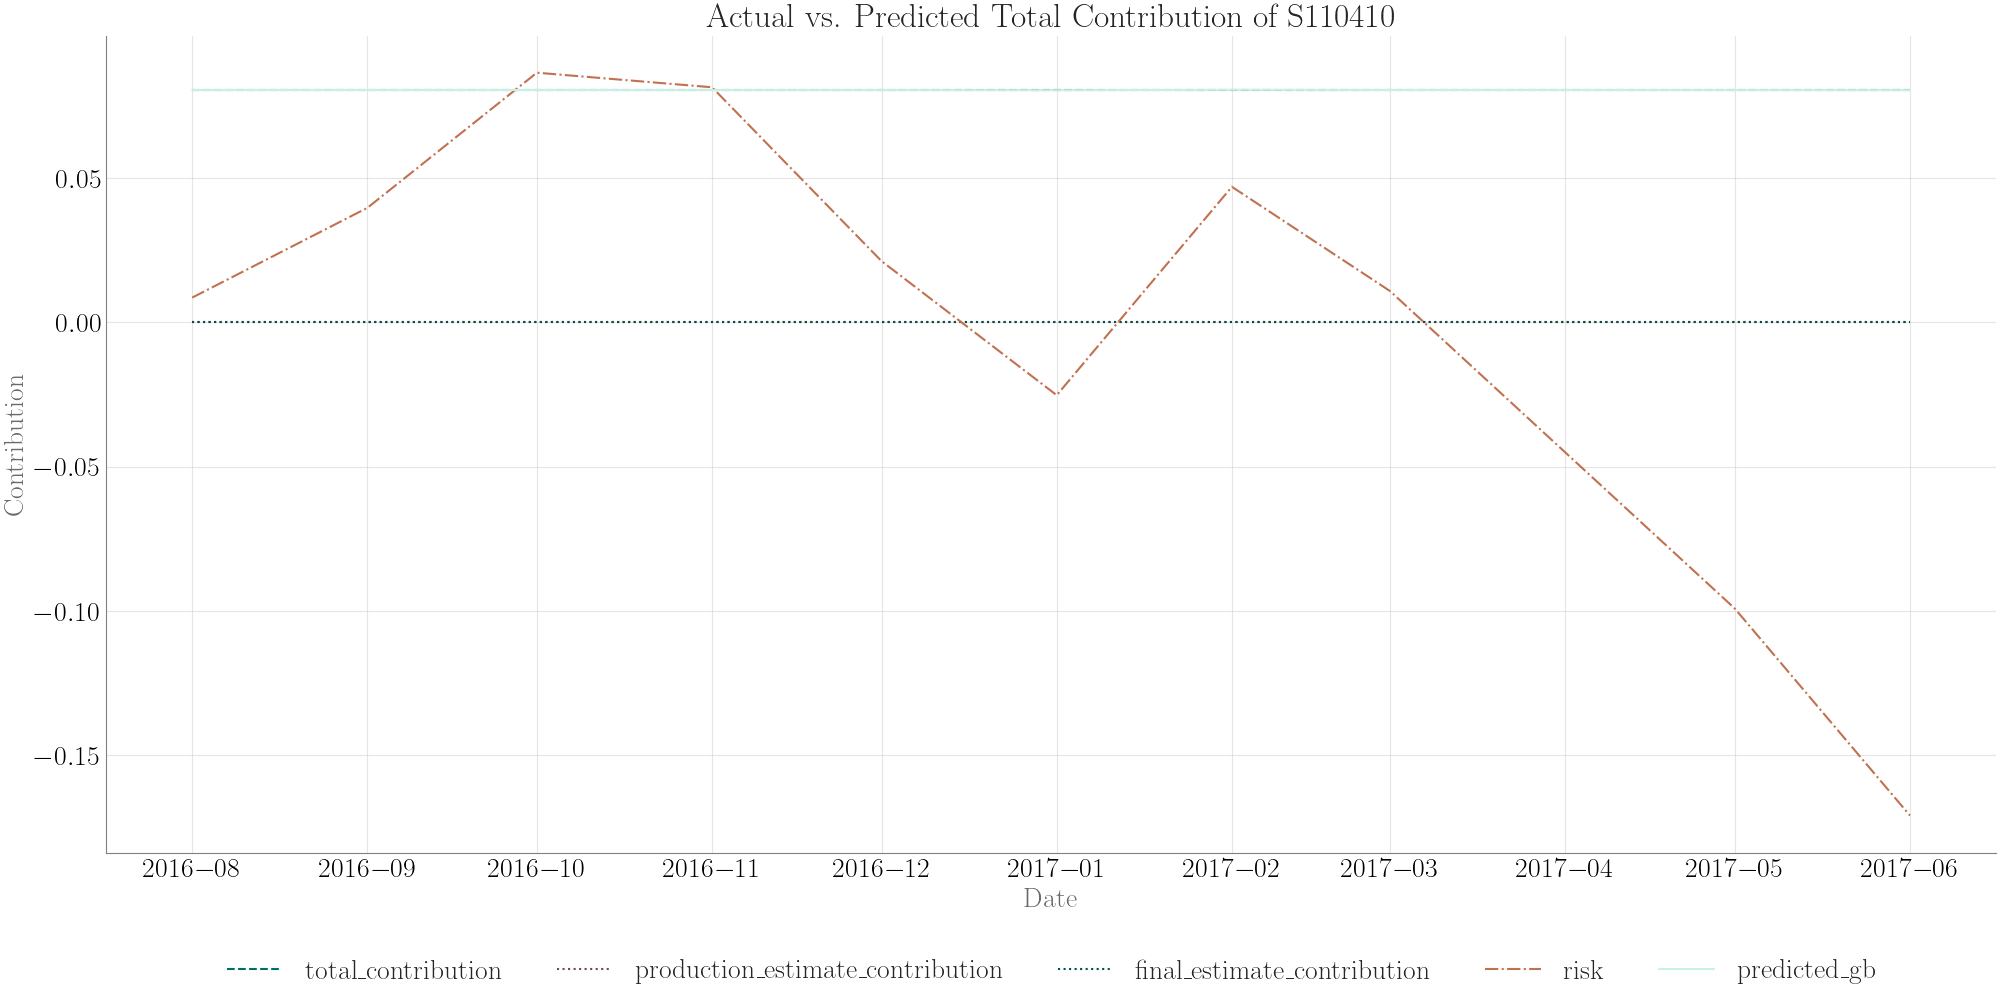 Actual vs. Predicted Total Contribution of S110410
Contribution
0.05
0.00
−0.05
−0.10
−0.15
2016−08 2016−09 2016−10 2016−11 2016−12 2017−01 2017−02 2017−03 2017−04 2017−05 2017−06
Date
total_contribution production_estimate_contribution final_estimate_contribution risk predicted_gb